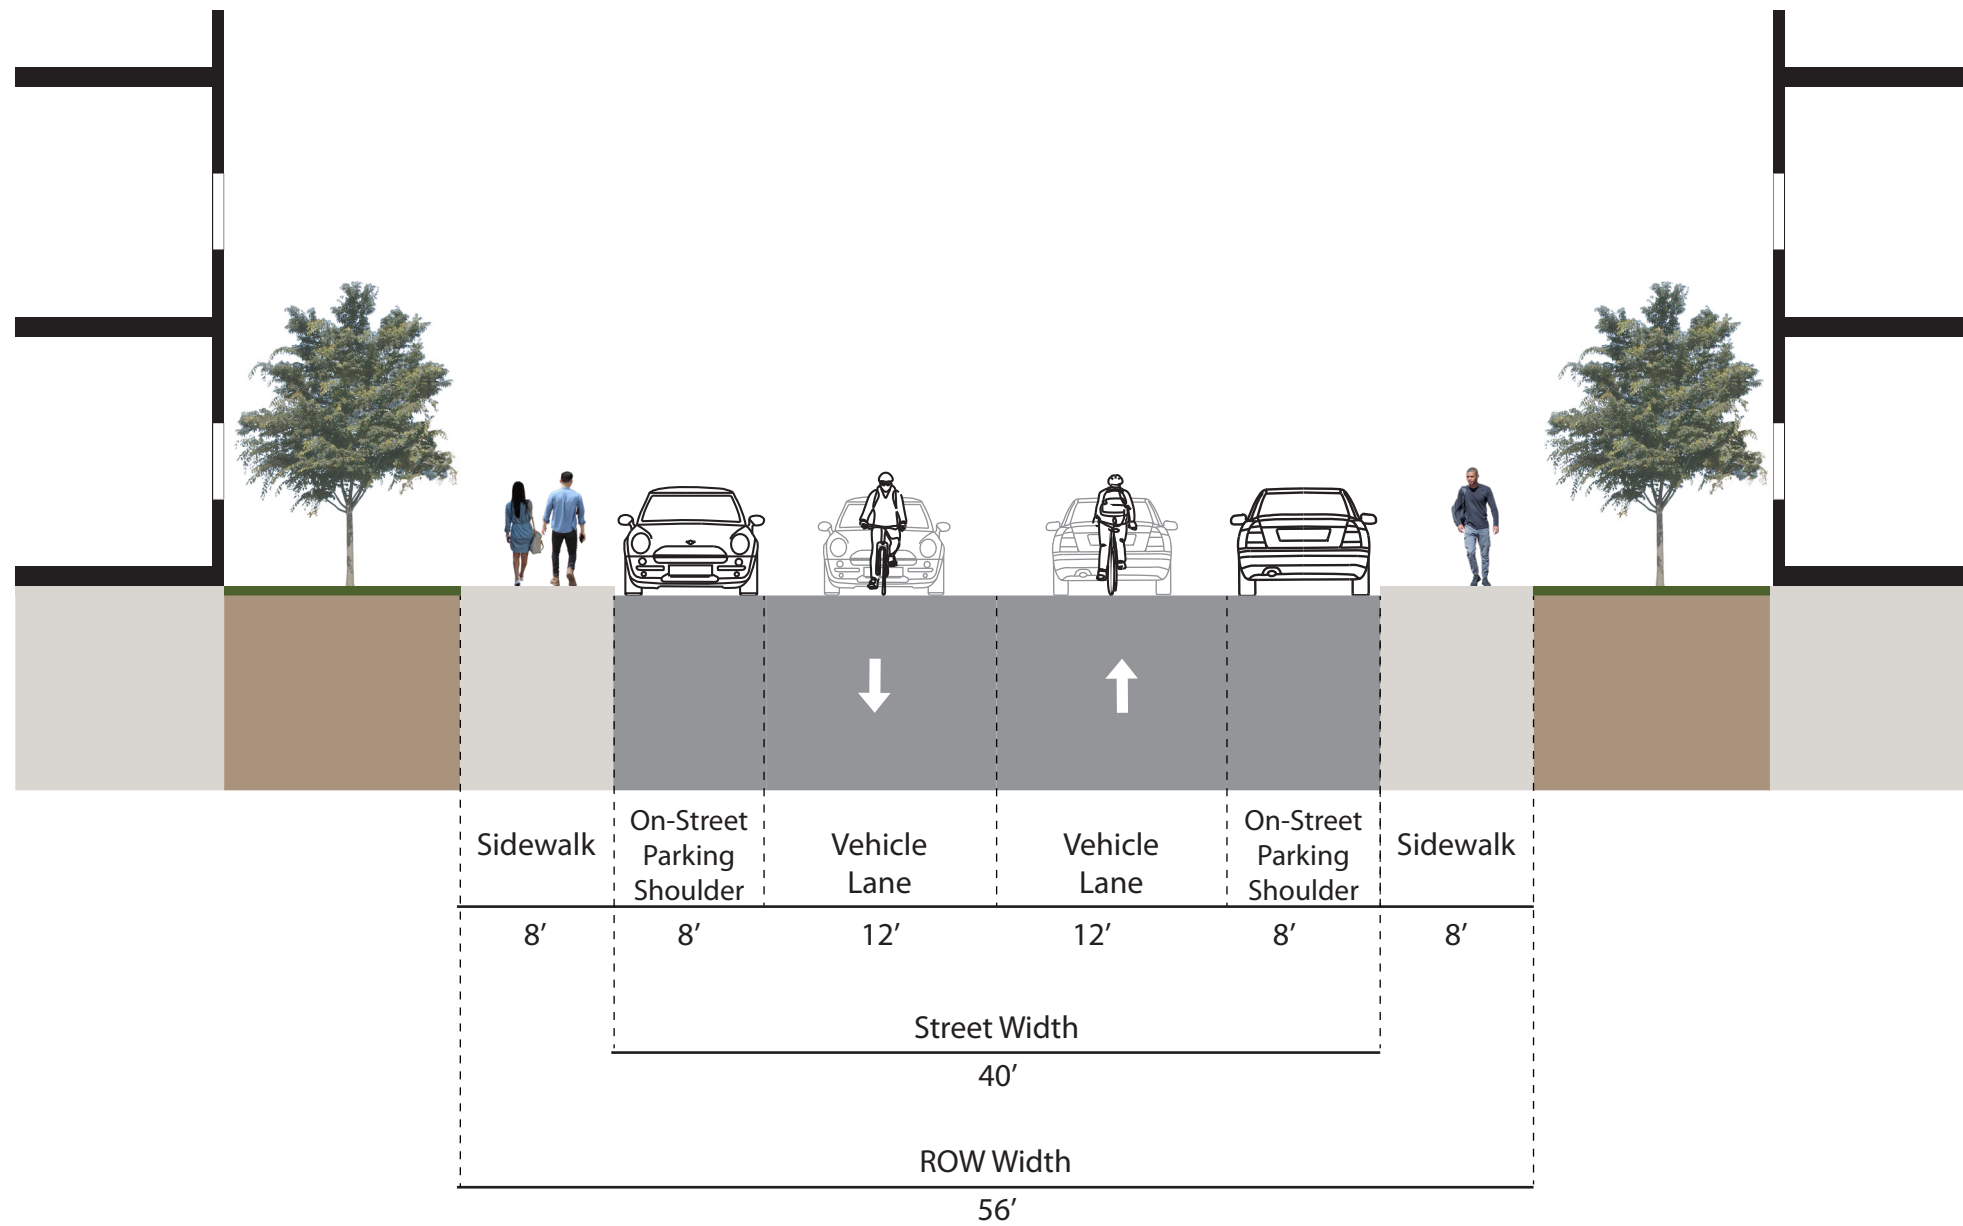 Sidewalk
On-Street
Parking
Shoulder
Vehicle
Lane
Vehicle
Lane
On-Street
Parking
Shoulder
Sidewalk
8’
8’
12’
12’
8’
8’
Street Width
40’
ROW Width
56’